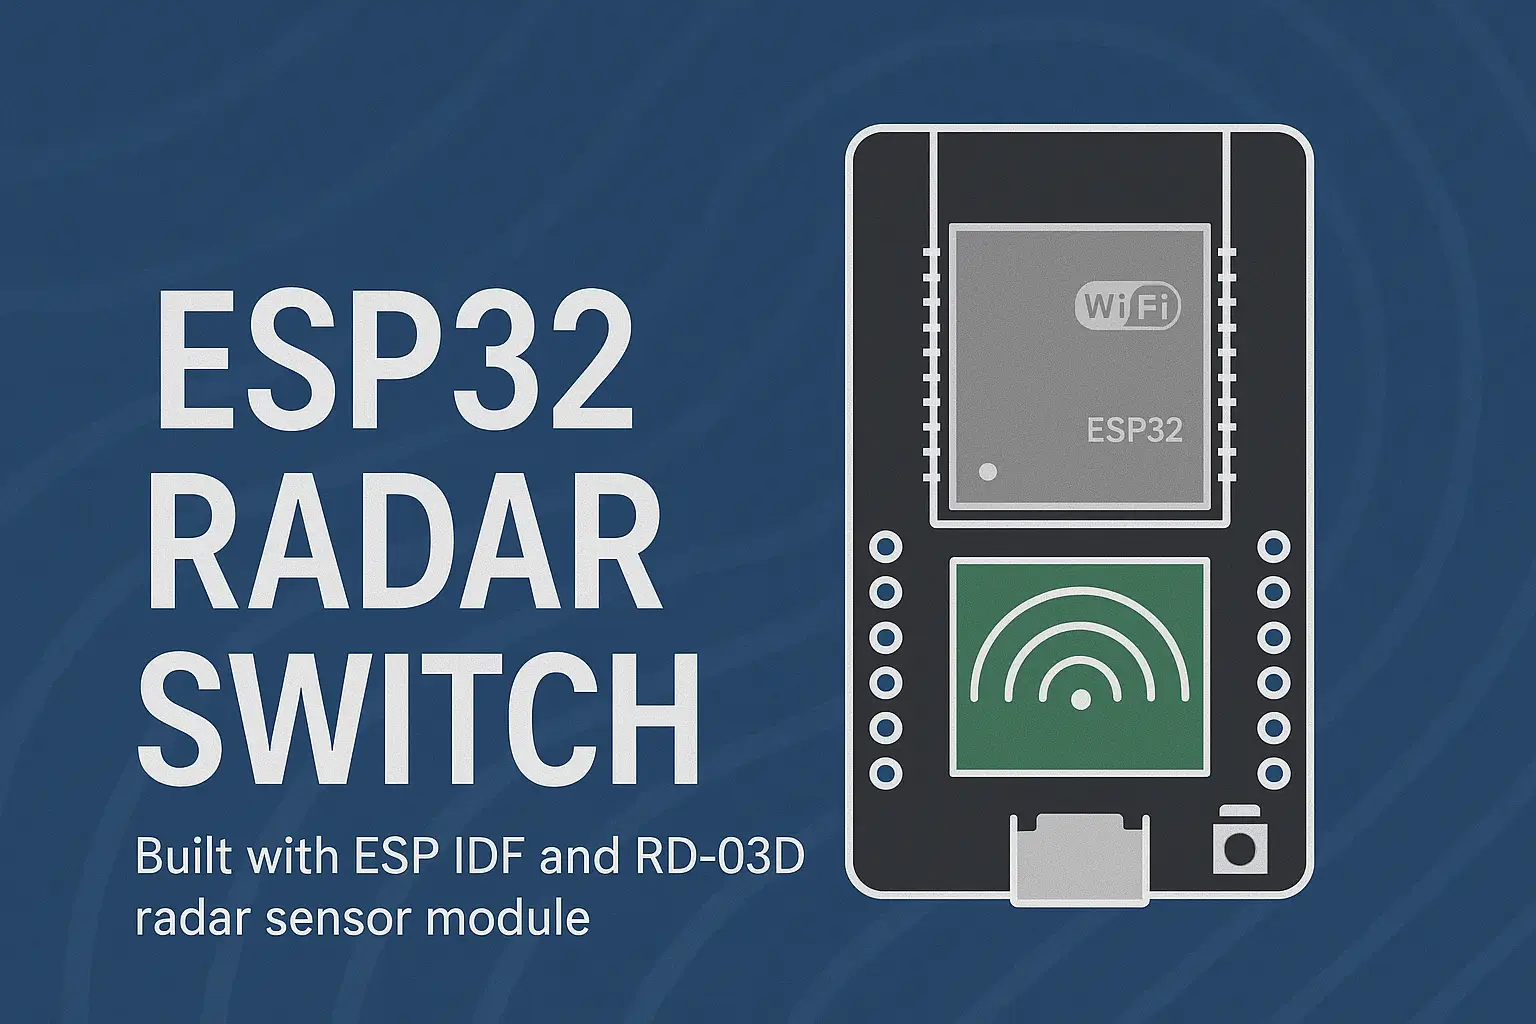 ESP32
RADAR
SWITCH
Built with ESP IDF and RD-03D
radar sensor module
WiFi
ESP32